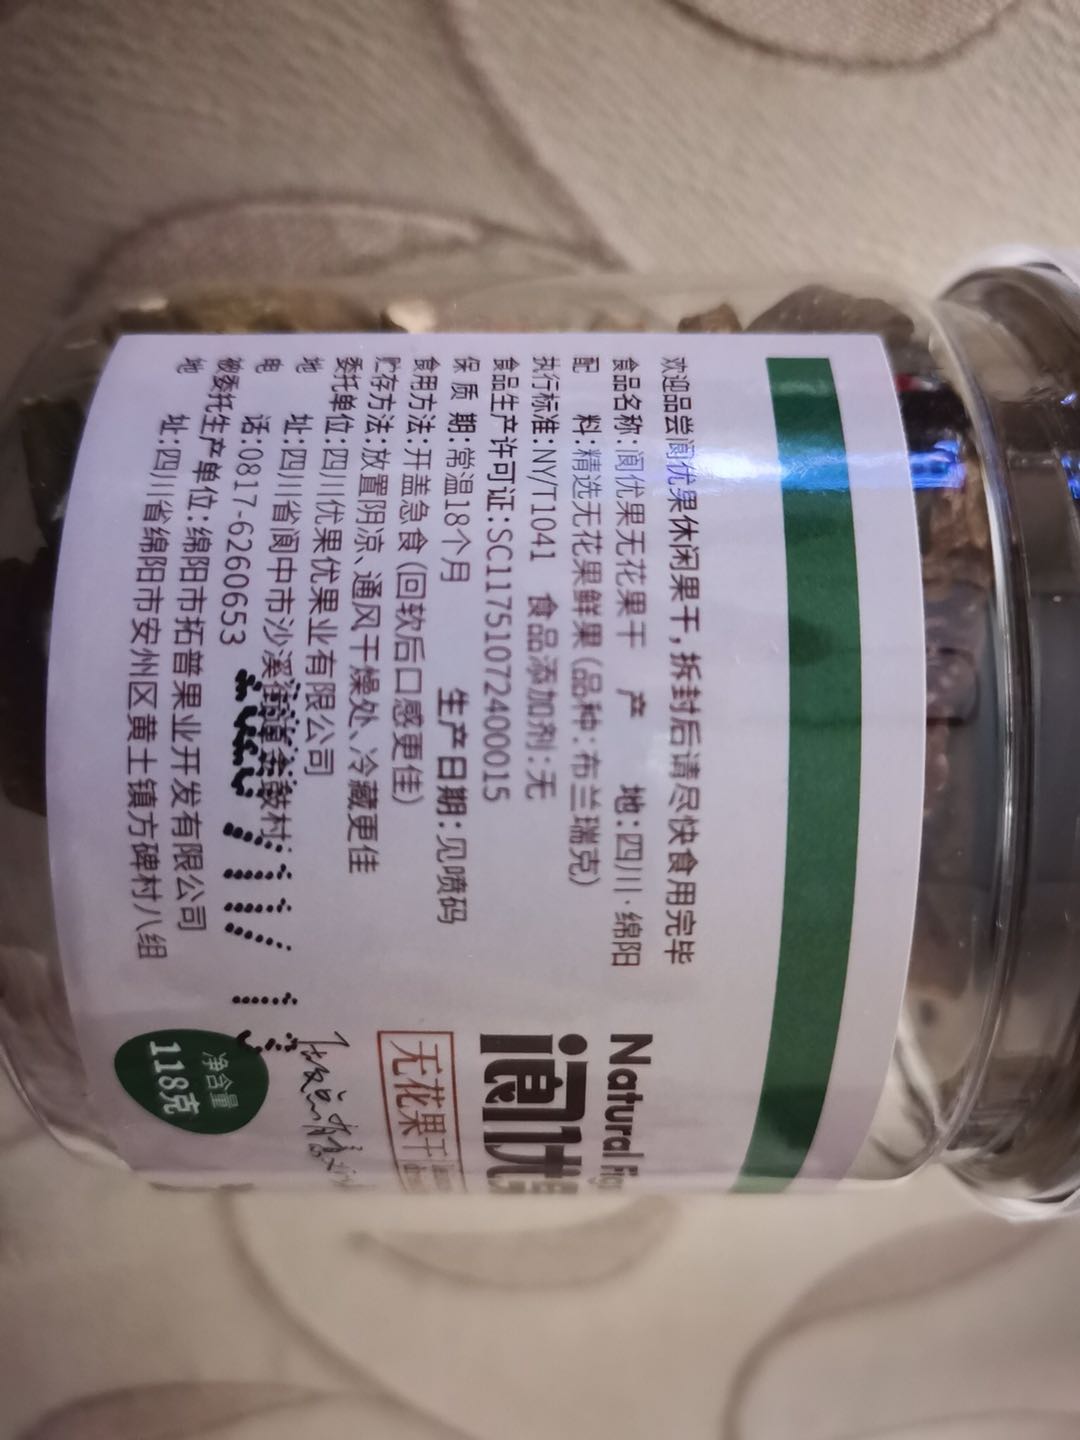 欢迎品尝阆优果休闲果干,拆封后请尽快食用完毕
食品名称:阆优果无花果干 产 地:四川·绵阳
配 料:精选无花果鲜果(品种:布兰瑞克)
执行标准:NY/T1041 食品添加剂:无
食品生产许可证:SC11751072400015
保 质 期:常温18个月 生产日期:见喷码
食用方法:开盖急食(回软后口感更佳)
贮存方法:放置阴凉、通风干燥处、冷藏更佳
委托单位:四川优果优果业有限公司
地 址:四川省阆中市沙溪
电 话:0817-6260653
被委托生产单位:绵阳市拓普果业开发有限公司
地 址:四川省绵阳市安州区黄土镇方碑村八组
Natural
阆优
无花果干
净含量
118克